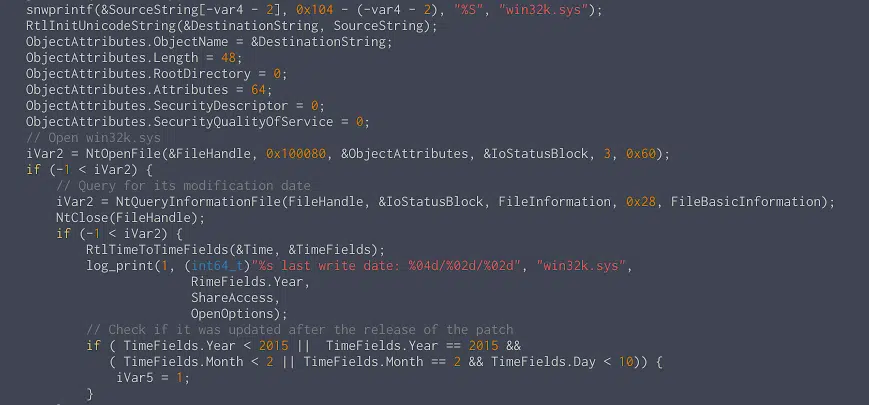 snwprintf(&SourceString[-var4 - 2], 0x104 - (-var4 - 2), "%S", "win32k.sys");
RtlInitUnicodeString(&DestinationString, SourceString);
ObjectAttributes.ObjectName = &DestinationString;
ObjectAttributes.Length = 48;
ObjectAttributes.RootDirectory = 0;
ObjectAttributes.Attributes = 64;
ObjectAttributes.SecurityDescriptor = 0;
ObjectAttributes.SecurityQualityOfService = 0;
// Open win32k.sys
iVar2 = NtOpenFile(&FileHandle, 0x100080, &ObjectAttributes, &IoStatusBlock, 3, 0x60);
if (-1 < iVar2) {
// Query for its modification date
iVar2 = NtQueryInformationFile(FileHandle, &IoStatusBlock, FileInformation, 0x28, FileBasicInformation);
NtClose(FileHandle);
if (-1 < iVar2) {
RtlTimeToTimeFields(&Time, &TimeFields);
log_print(1, (int64_t)"%s last write date: %04d/%02d/%02d", "win32k.sys",
RimeFields.Year,
ShareAccess,
OpenOptions);
// Check if it was updated after the release of the patch
if ( TimeFields.Year < 2015 || TimeFields.Year == 2015 &&
( TimeFields.Month < 2 || TimeFields.Month == 2 && TimeFields.Day < 10)) {
iVar5 = 1;
}